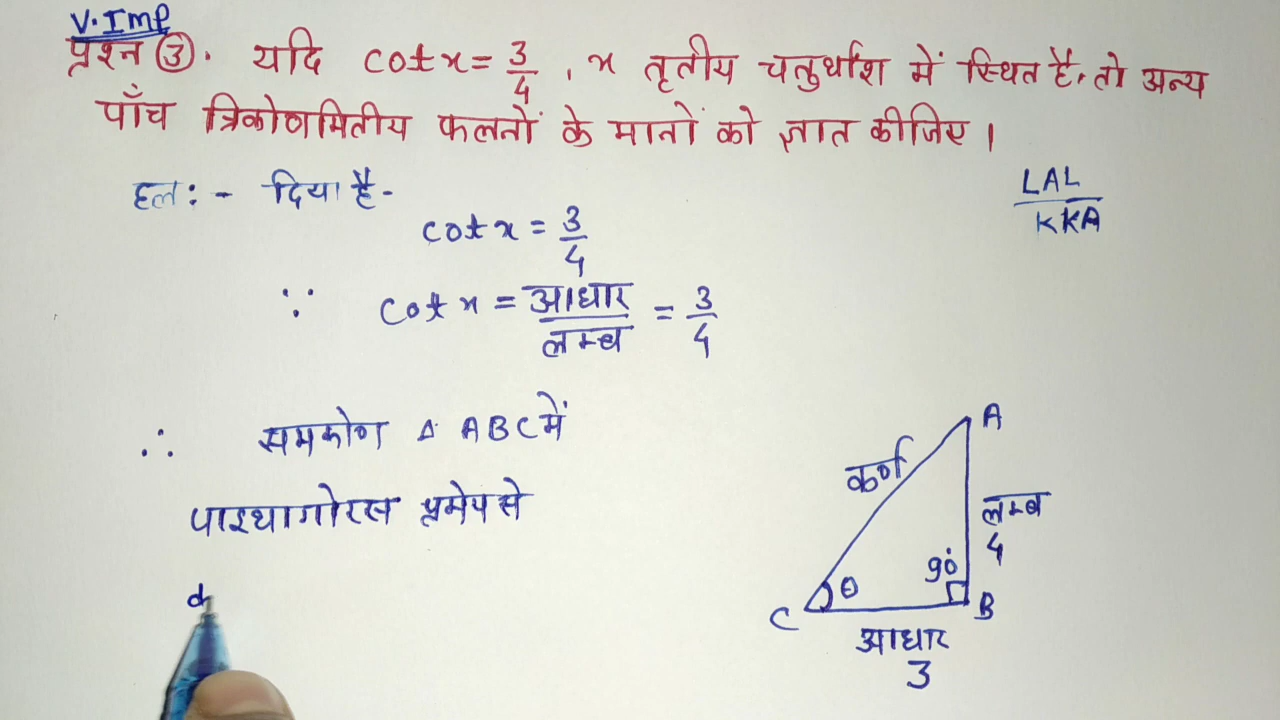 V. Imp
प्रश्न ③. यदि cot x = 3/4, x तृतीय चतुर्थांश में स्थित है, तो अन्य
पाँच त्रिकोणमितीय फलनों के मानों को ज्ञात कीजिए।
हल:- दिया है-
LAL
KKA
cot x = 3/4
∵ cot x = आधार/लम्ब = 3/4
∴ समकोण Δ ABC में
पाइथागोरस प्रमेय से
A
कर्ण
लम्ब
4
90°
θ
C
B
आधार
3